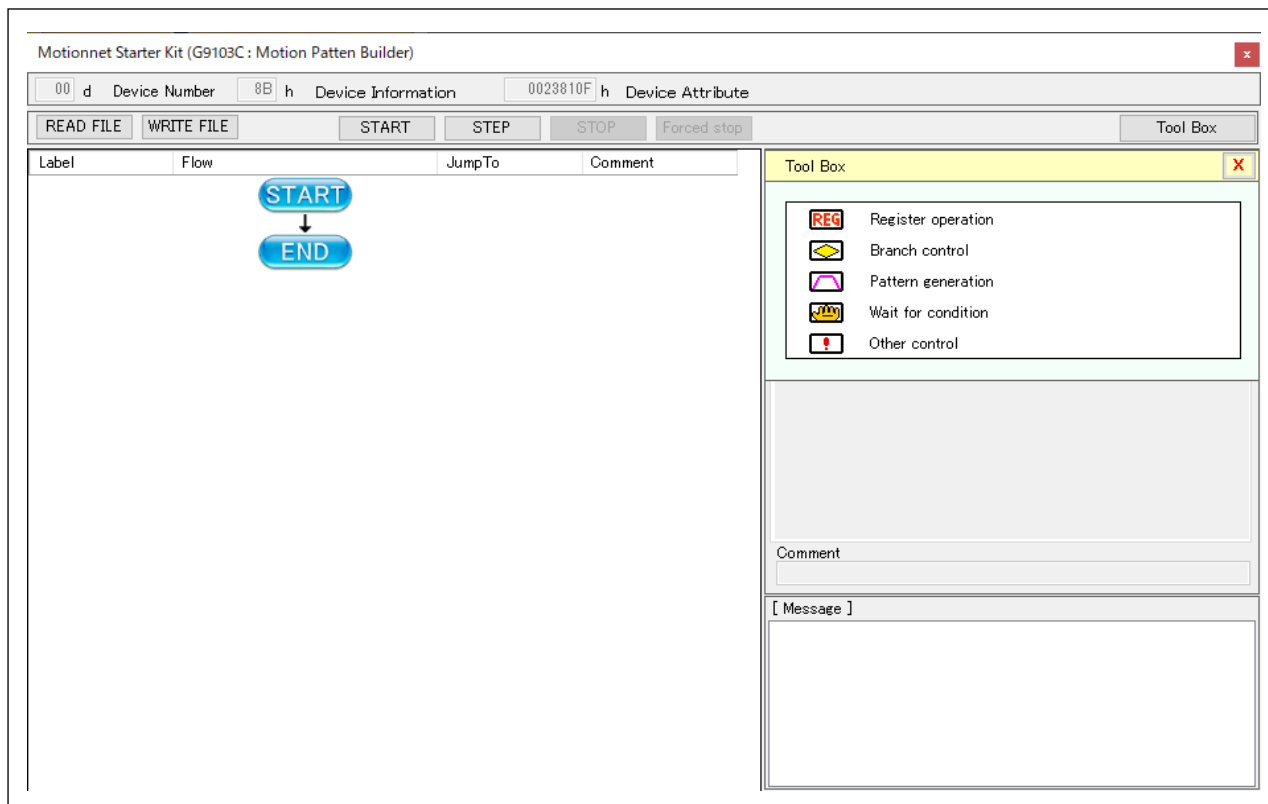 Motionnet Starter Kit (G9103C : Motion Patten Builder)
x
00 d Device Number 8B h Device Information 0023810F h Device Attribute
READ FILE WRITE FILE START STEP STOP Forced stop Tool Box
Label Flow JumpTo Comment
START
END
Tool Box X
REG Register operation
Branch control
Pattern generation
Wait for condition
! Other control
Comment
[ Message ]